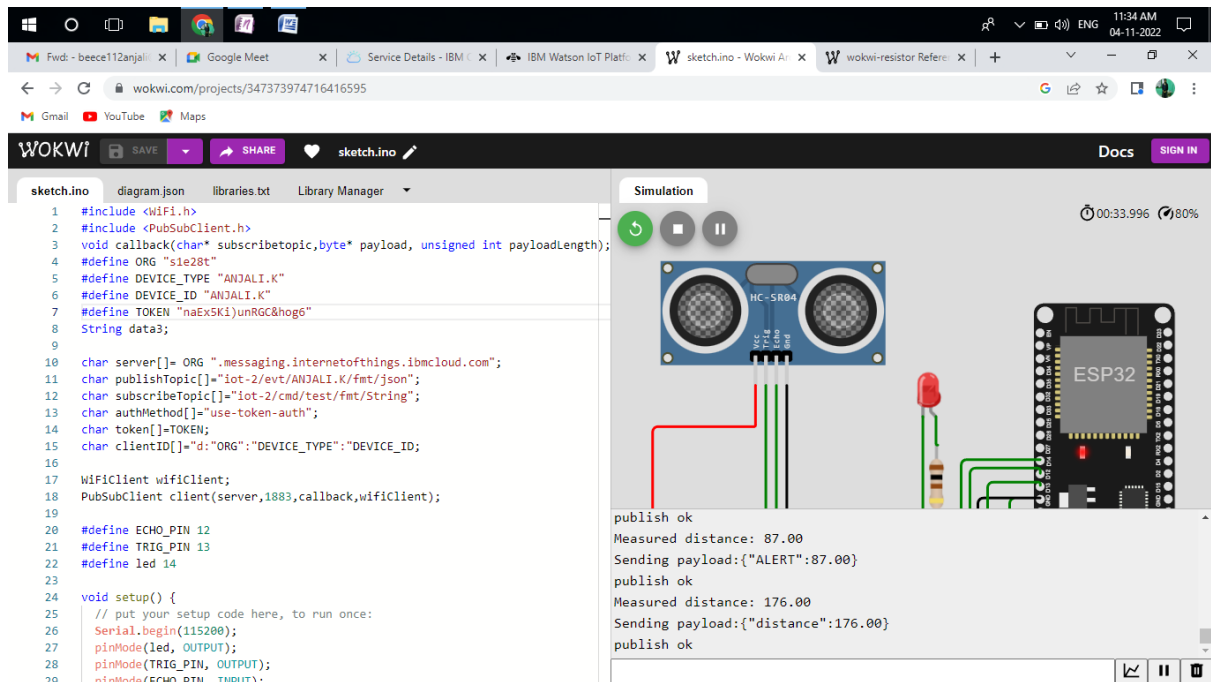 11:34 AM
ENG
04-11-2022
Fwd: - beece112anjali
Google Meet
Service Details - IBM C
IBM Watson IoT Platfo
sketch.ino - Wokwi Ar
wokwi-resistor Refere
wokwi.com/projects/347373974716416595
Gmail
YouTube
Maps
WOKWi
SAVE
SHARE
sketch.ino
Docs
SIGN IN
sketch.ino
diagram.json
libraries.txt
Library Manager
1 #include <WiFi.h>
2 #include <PubSubClient.h>
3 void callback(char* subscribetopic,byte* payload, unsigned int payloadLength);
4 #define ORG "s1e28t"
5 #define DEVICE_TYPE "ANJALI.K"
6 #define DEVICE_ID "ANJALI.K"
7 #define TOKEN "naEx5Ki)unRGC&hog6"
8 String data3;
9
10 char server[]= ORG ".messaging.internetofthings.ibmcloud.com";
11 char publishTopic[]="iot-2/evt/ANJALI.K/fmt/json";
12 char subscribeTopic[]="iot-2/cmd/test/fmt/String";
13 char authMethod[]="use-token-auth";
14 char token[]=TOKEN;
15 char clientID[]="d:"ORG":"DEVICE_TYPE":"DEVICE_ID;
16
17 WiFiClient wifiClient;
18 PubSubClient client(server,1883,callback,wifiClient);
19
20 #define ECHO_PIN 12
21 #define TRIG_PIN 13
22 #define led 14
23
24 void setup() {
25 // put your setup code here, to run once:
26 Serial.begin(115200);
27 pinMode(led, OUTPUT);
28 pinMode(TRIG_PIN, OUTPUT);
29 pinMode(ECHO_PIN, INPUT);
Simulation
00:33.996
80%
HC-SR04
Vcc
Trig
Echo
Gnd
ESP32
publish ok
Measured distance: 87.00
Sending payload:{"ALERT":87.00}
publish ok
Measured distance: 176.00
Sending payload:{"distance":176.00}
publish ok